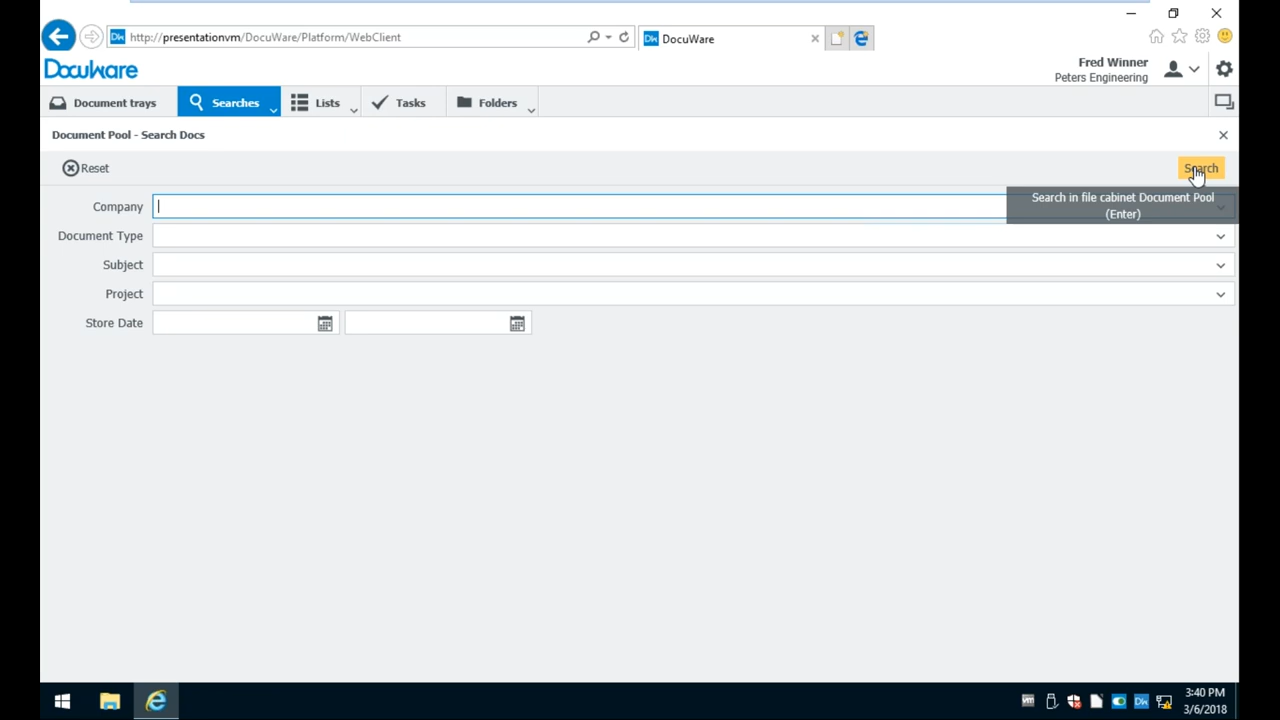 http://presentationvm/DocuWare/Platform/WebClient
DocuWare
DocuWare
Fred Winner
Peters Engineering
Document trays
Searches
Lists
Tasks
Folders
Document Pool - Search Docs
Reset
Search
Search in file cabinet Document Pool
(Enter)
Company
Document Type
Subject
Project
Store Date
3:40 PM
3/6/2018